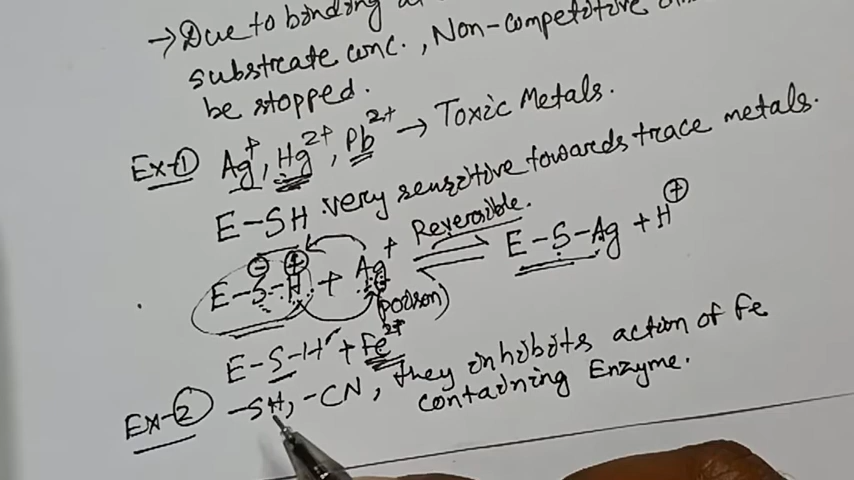 → Due to binding
substrate conc., Non-competitive
be stopped.
Ex-1 Ag⁺, Hg²⁺, Pb²⁺ → Toxic Metals.
E-SH very sensitive towards trace metals.
E-S⊖-H⊕ + Ag⁺ Reversible. ⇌ E-S-Ag + H⊕
(poison)
E-S-H + Fe²⁺
Ex-2 -SH, -CN, they inhibits action of Fe
containing Enzyme.